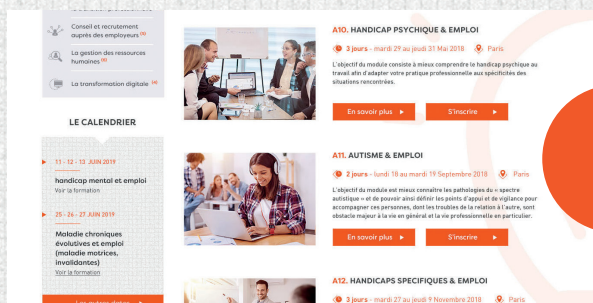 Conseil et recrutement
auprès des employeurs (3)
La gestion des ressources
humaines (5)
La transformation digitale (4)
LE CALENDRIER
11 - 12 - 13 JUIN 2019
handicap mental et emploi
Voir la formation
25 - 26 - 27 JUIN 2019
Maladie chroniques
évolutives et emploi
(maladie motrices,
invalidantes)
Voir la formation
A10. HANDICAP PSYCHIQUE & EMPLOI
3 jours - mardi 29 au jeudi 31 Mai 2018 Paris
L'objectif du module consiste à mieux comprendre le handicap psychique au
travail afin d'adapter votre pratique professionnelle aux spécificités des
situations rencontrées.
En savoir plus S'inscrire
A11. AUTISME & EMPLOI
2 jours - lundi 18 au mardi 19 Septembre 2018 Paris
L'objectif du module est mieux connaître les pathologies du « spectre
autistique » et de pouvoir ainsi définir les points d'appui et de vigilance pour
accompagner ces personnes, dont les troubles de la relation à l'autre, sont
obstacle majeur à la vie en général et la vie professionnelle en particulier.
En savoir plus S'inscrire
A12. HANDICAPS SPECIFIQUES & EMPLOI
3 jours - mardi 27 au jeudi 9 Novembre 2018 Paris